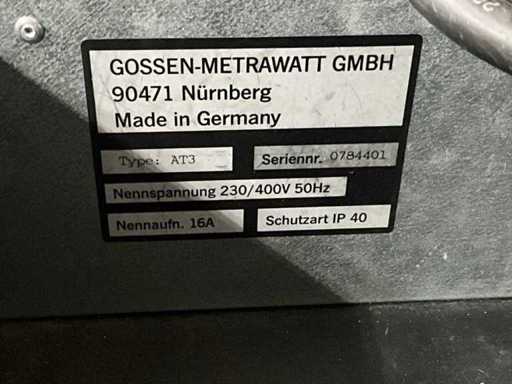 GOSSEN-METRAWATT GMBH
90471 Nürnberg
Made in Germany
Type: AT3 Seriennr. 0784401
Nennspannung 230/400V 50Hz
Nennaufn. 16A Schutzart IP 40